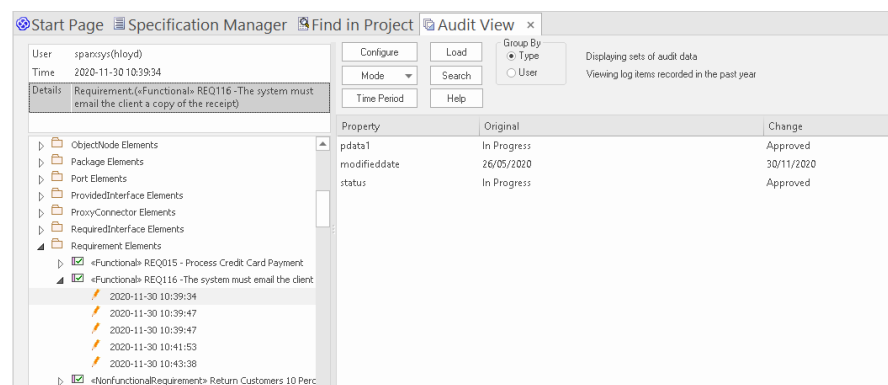 Start Page Specification Manager Find in Project Audit View ×
User sparxsys(hloyd)
Time 2020-11-30 10:39:34
Details Requirement.(«Functional» REQ116 -The system must
email the client a copy of the receipt)
Configure Load
Mode Search
Time Period Help
Group By
Type
User
Displaying sets of audit data
Viewing log items recorded in the past year
ObjectNode Elements
Package Elements
Port Elements
ProvidedInterface Elements
ProxyConnector Elements
RequiredInterface Elements
Requirement Elements
«Functional» REQ015 - Process Credit Card Payment
«Functional» REQ116 -The system must email the client
2020-11-30 10:39:34
2020-11-30 10:39:47
2020-11-30 10:39:47
2020-11-30 10:41:53
2020-11-30 10:43:38
«NonfunctionalRequirement» Return Customers 10 Perc
Property Original Change
pdata1 In Progress Approved
modifieddate 26/05/2020 30/11/2020
status In Progress Approved